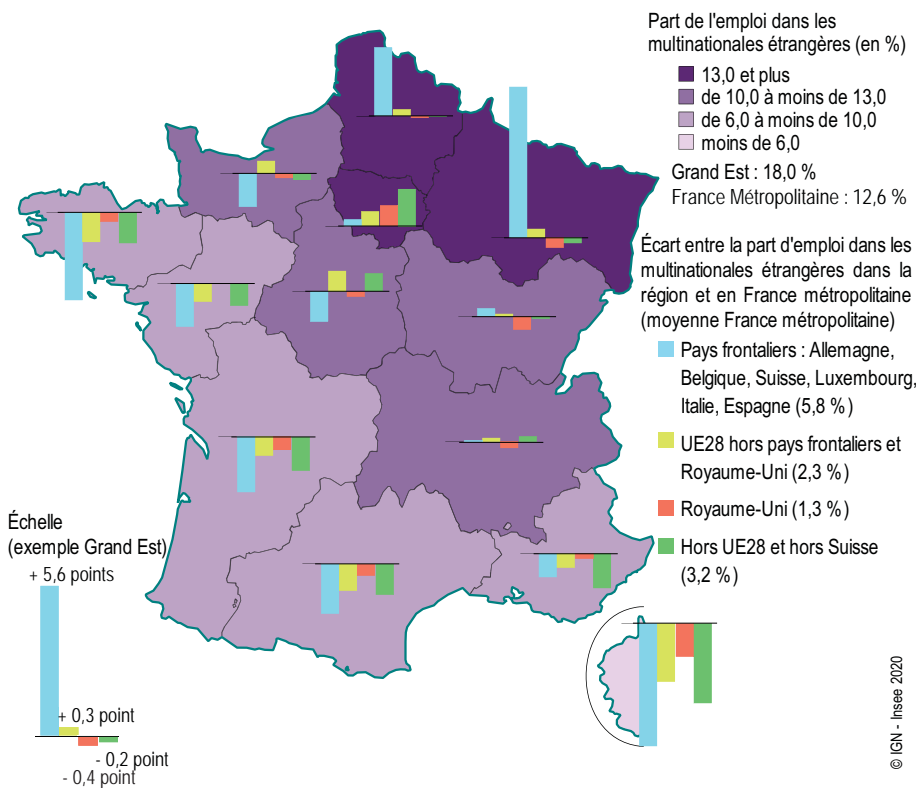 Part de l'emploi dans les
multinationales étrangères (en %)
13,0 et plus
de 10,0 à moins de 13,0
de 6,0 à moins de 10,0
moins de 6,0
Grand Est : 18,0 %
France Métropolitaine : 12,6 %
Écart entre la part d'emploi dans les
multinationales étrangères dans la
région et en France métropolitaine
(moyenne France métropolitaine)
Pays frontaliers : Allemagne,
Belgique, Suisse, Luxembourg,
Italie, Espagne (5,8 %)
UE28 hors pays frontaliers et
Royaume-Uni (2,3 %)
Royaume-Uni (1,3 %)
Hors UE28 et hors Suisse
(3,2 %)
Échelle
(exemple Grand Est)
+ 5,6 points
+ 0,3 point
- 0,2 point
- 0,4 point
© IGN - Insee 2020